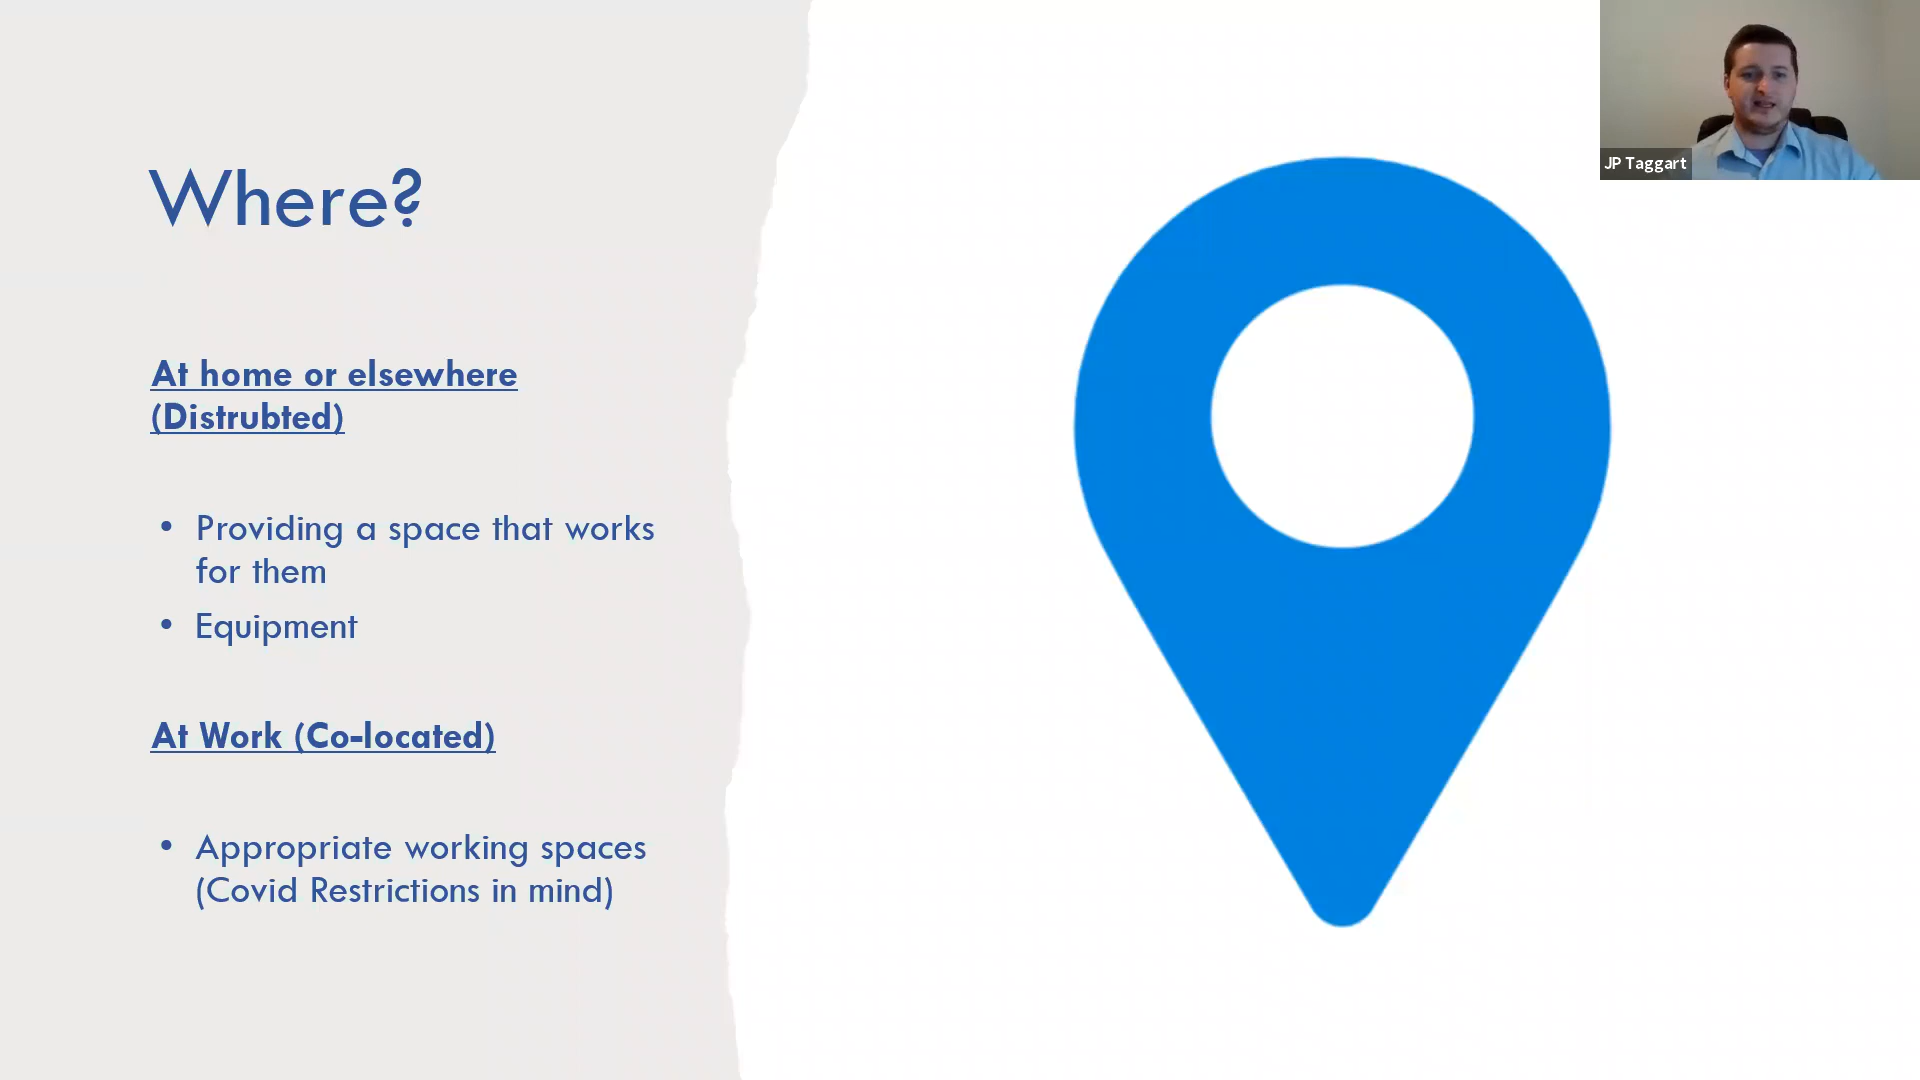 Where?
At home or elsewhere
(Distrubted)
• Providing a space that works
for them
• Equipment
At Work (Co-located)
• Appropriate working spaces
(Covid Restrictions in mind)
JP Taggart